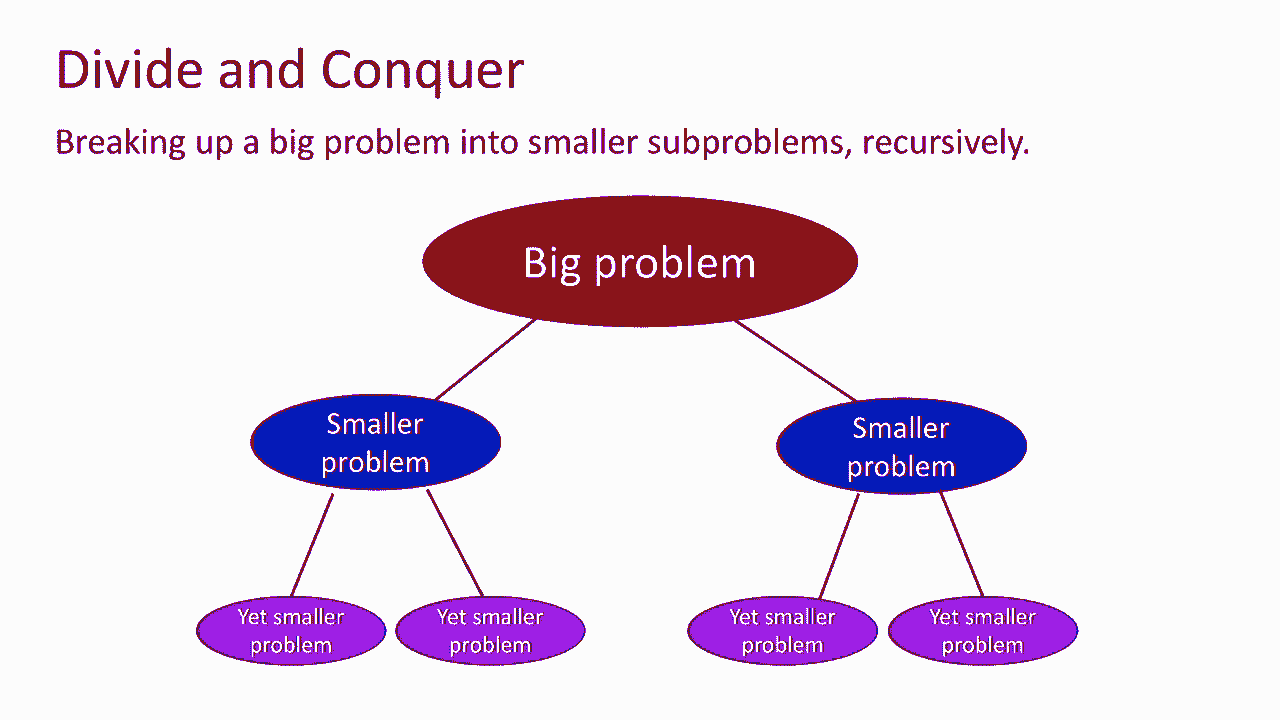 Divide and Conquer
Breaking up a big problem into smaller subproblems, recursively.
Big problem
Smaller
problem
Smaller
problem
Yet smaller
problem
Yet smaller
problem
Yet smaller
problem
Yet smaller
problem